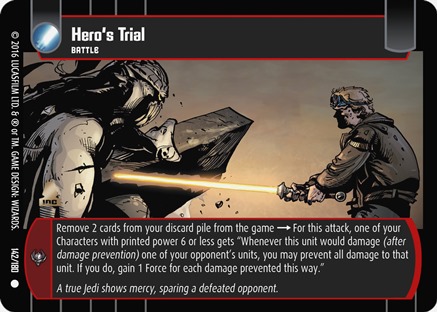 Hero's Trial
BATTLE
© 2016 LUCASFILM LTD. & ® or TM. GAME DESIGN: WIZARDS.
142/180
Remove 2 cards from your discard pile from the game → For this attack, one of your
Characters with printed power 6 or less gets "Whenever this unit would damage (after
damage prevention) one of your opponent's units, you may prevent all damage to that
unit. If you do, gain 1 Force for each damage prevented this way."
A true Jedi shows mercy, sparing a defeated opponent.